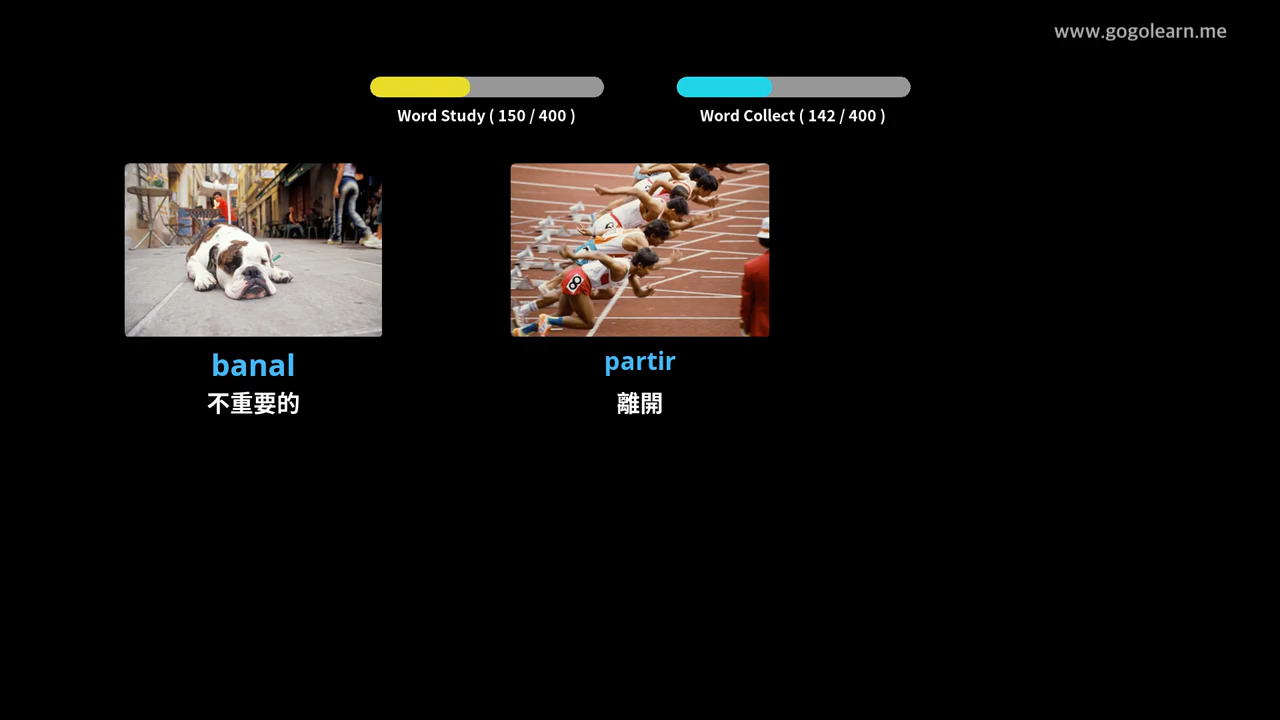 www.gogolearn.me
Word Study ( 150 / 400 )
Word Collect ( 142 / 400 )
banal
不重要的
partir
離開